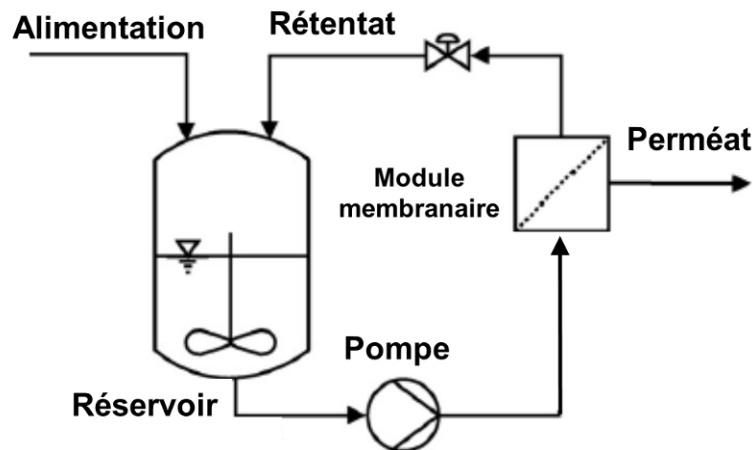 Alimentation
Rétentat
Perméat
Module
membranaire
Pompe
Réservoir